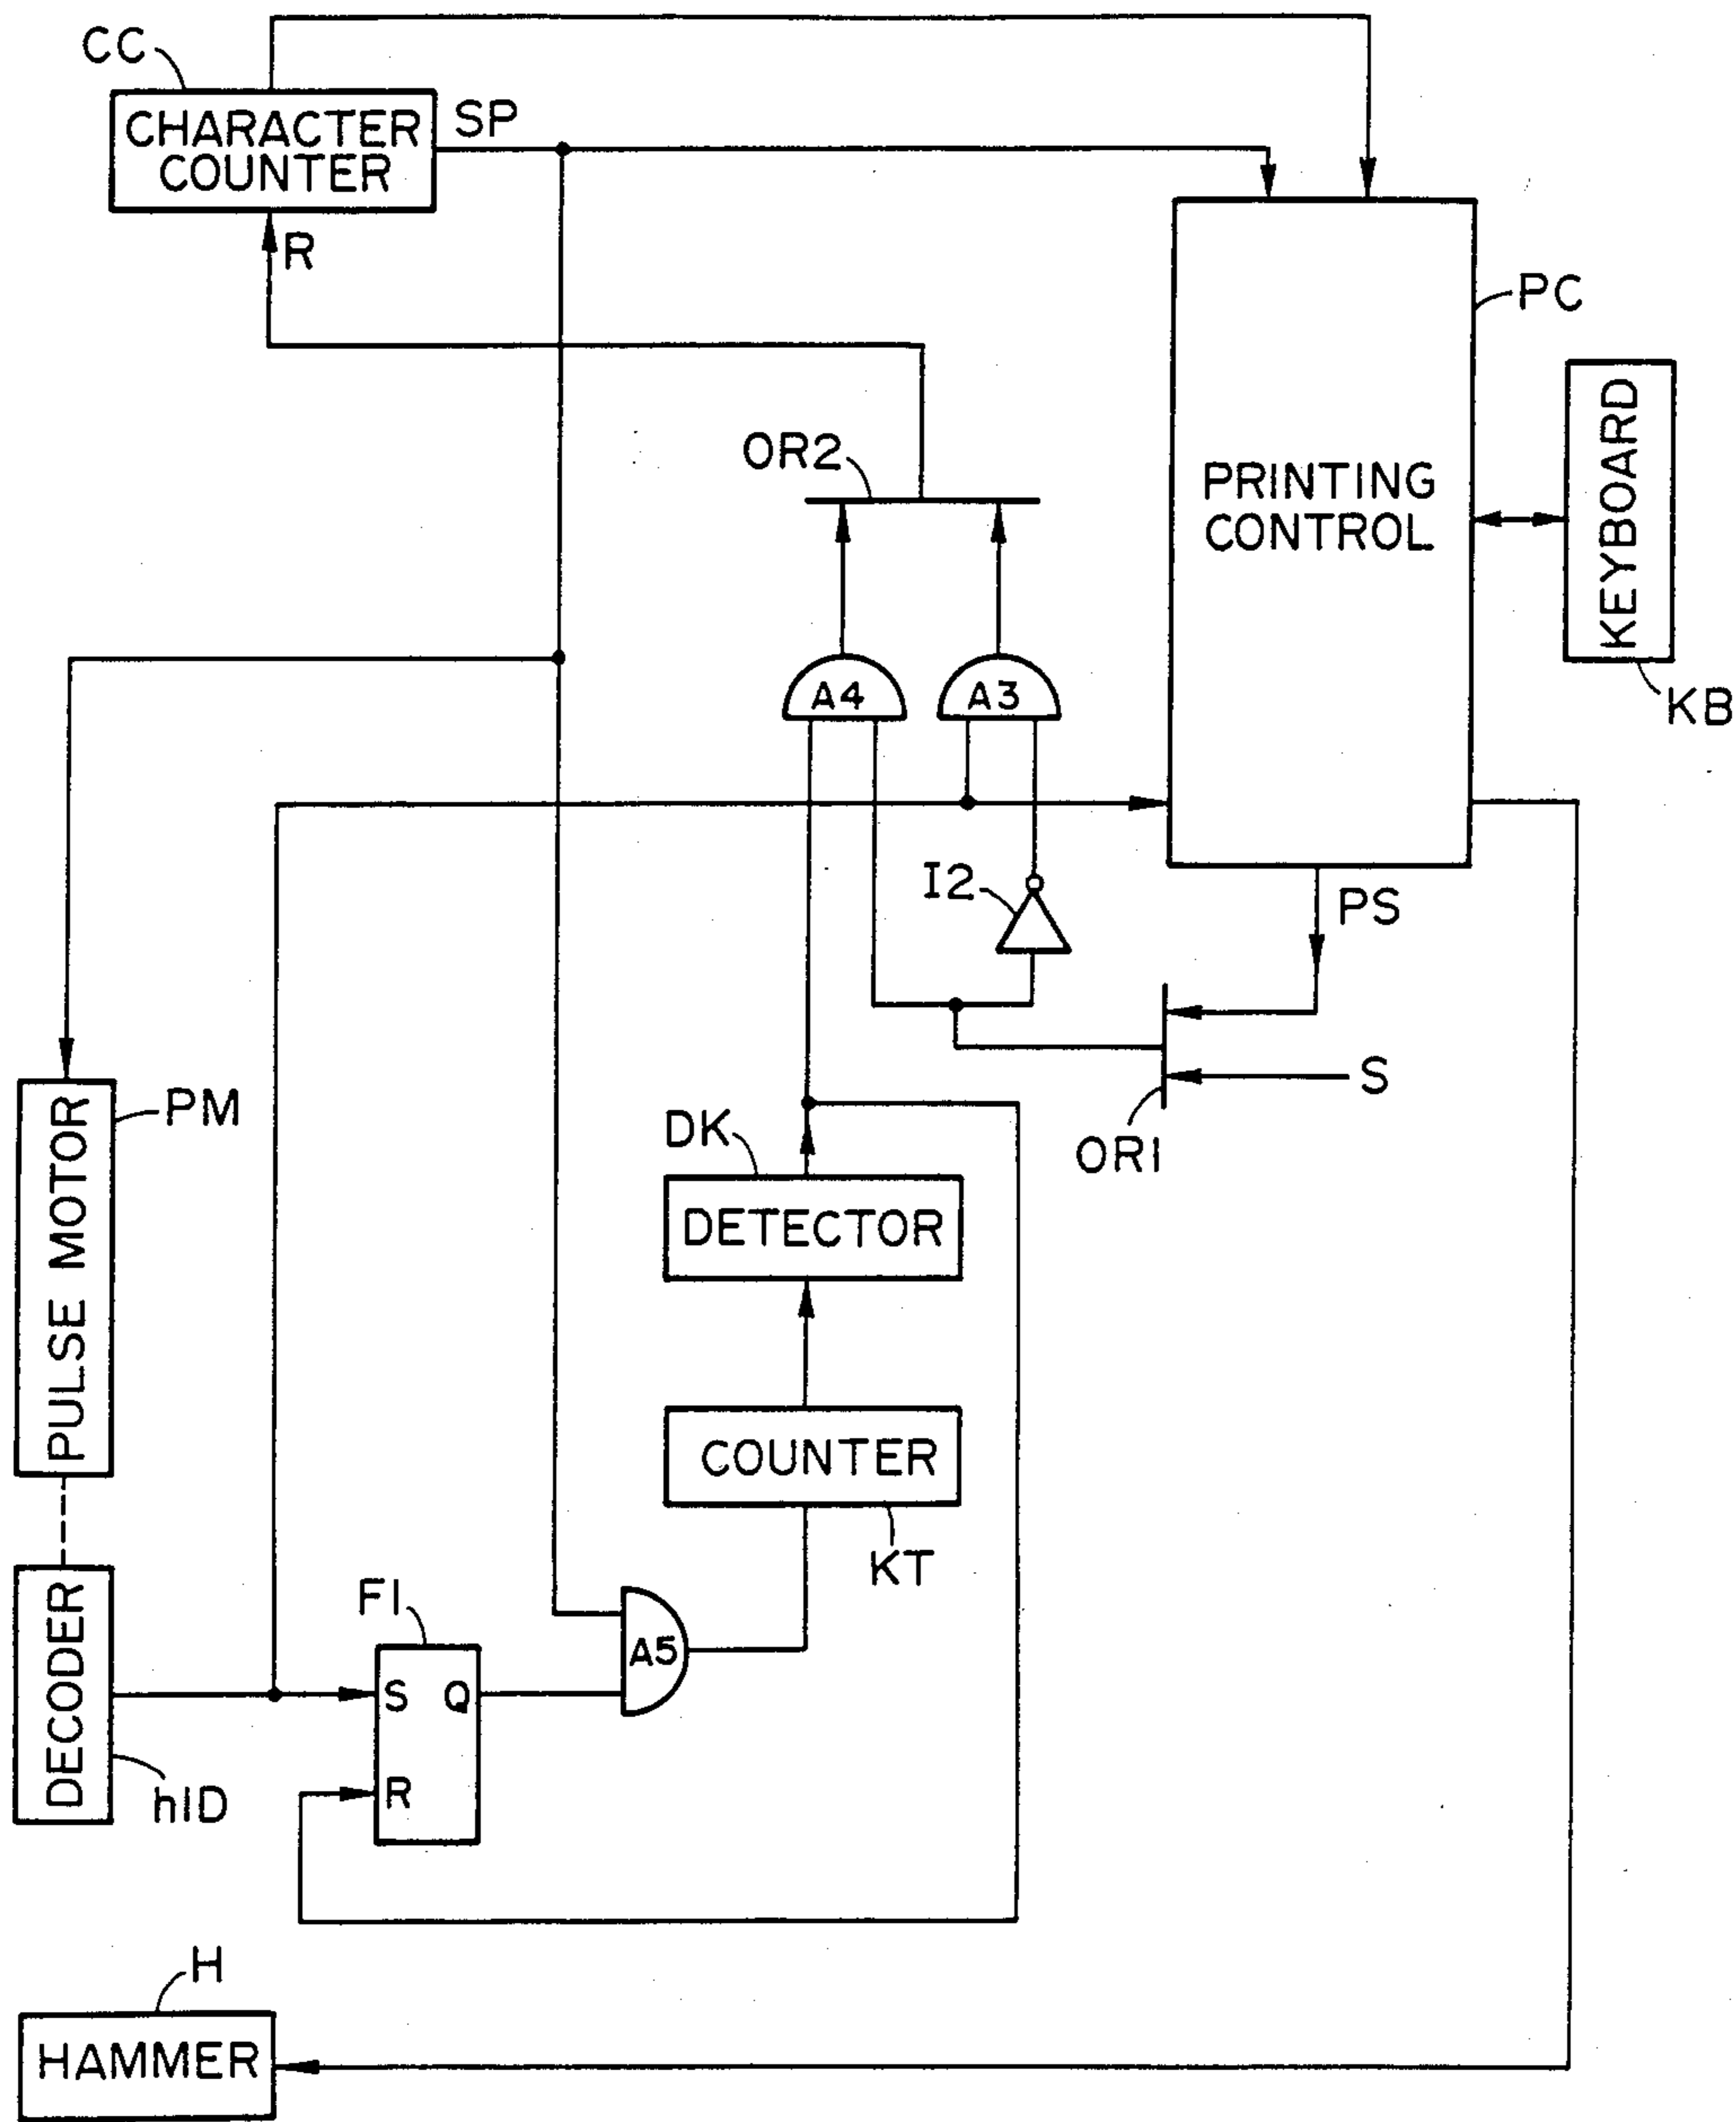 CC
CHARACTER
COUNTER
SP
R
PC
OR2
PRINTING
CONTROL
KEYBOARD
KB
A4
A3
I2
PS
S
OR1
PULSE MOTOR
PM
DK
DETECTOR
COUNTER
KT
DECODER
hID
F1
S Q
R
A5
H
HAMMER